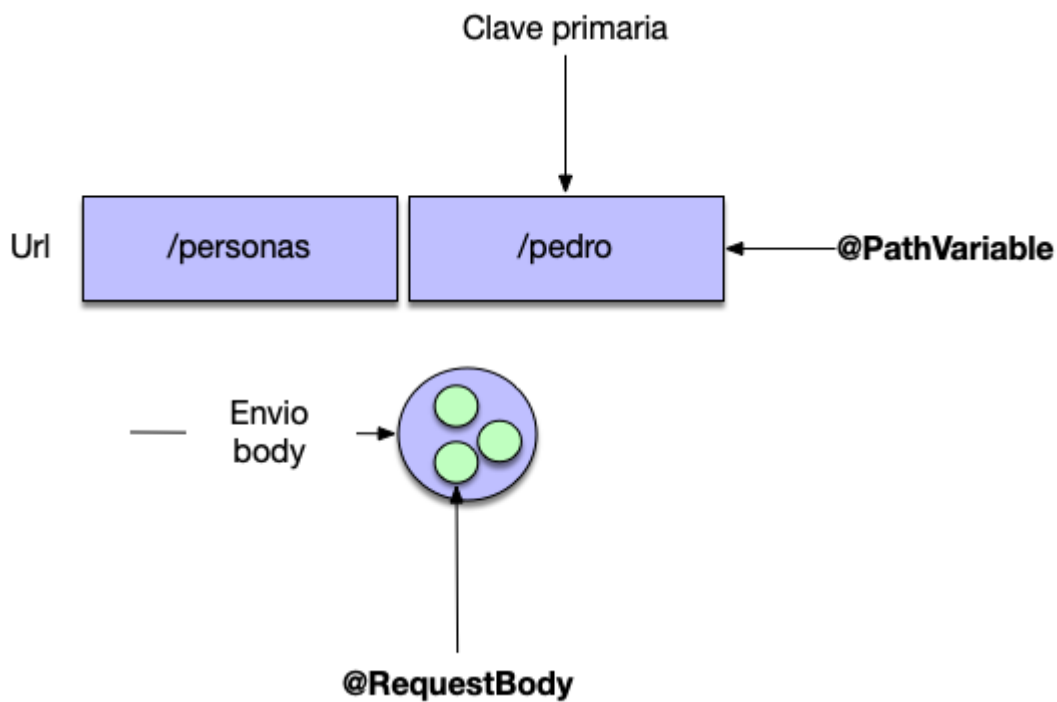 Clave primaria
Url
/personas
/pedro
@PathVariable
Envio
body
@RequestBody